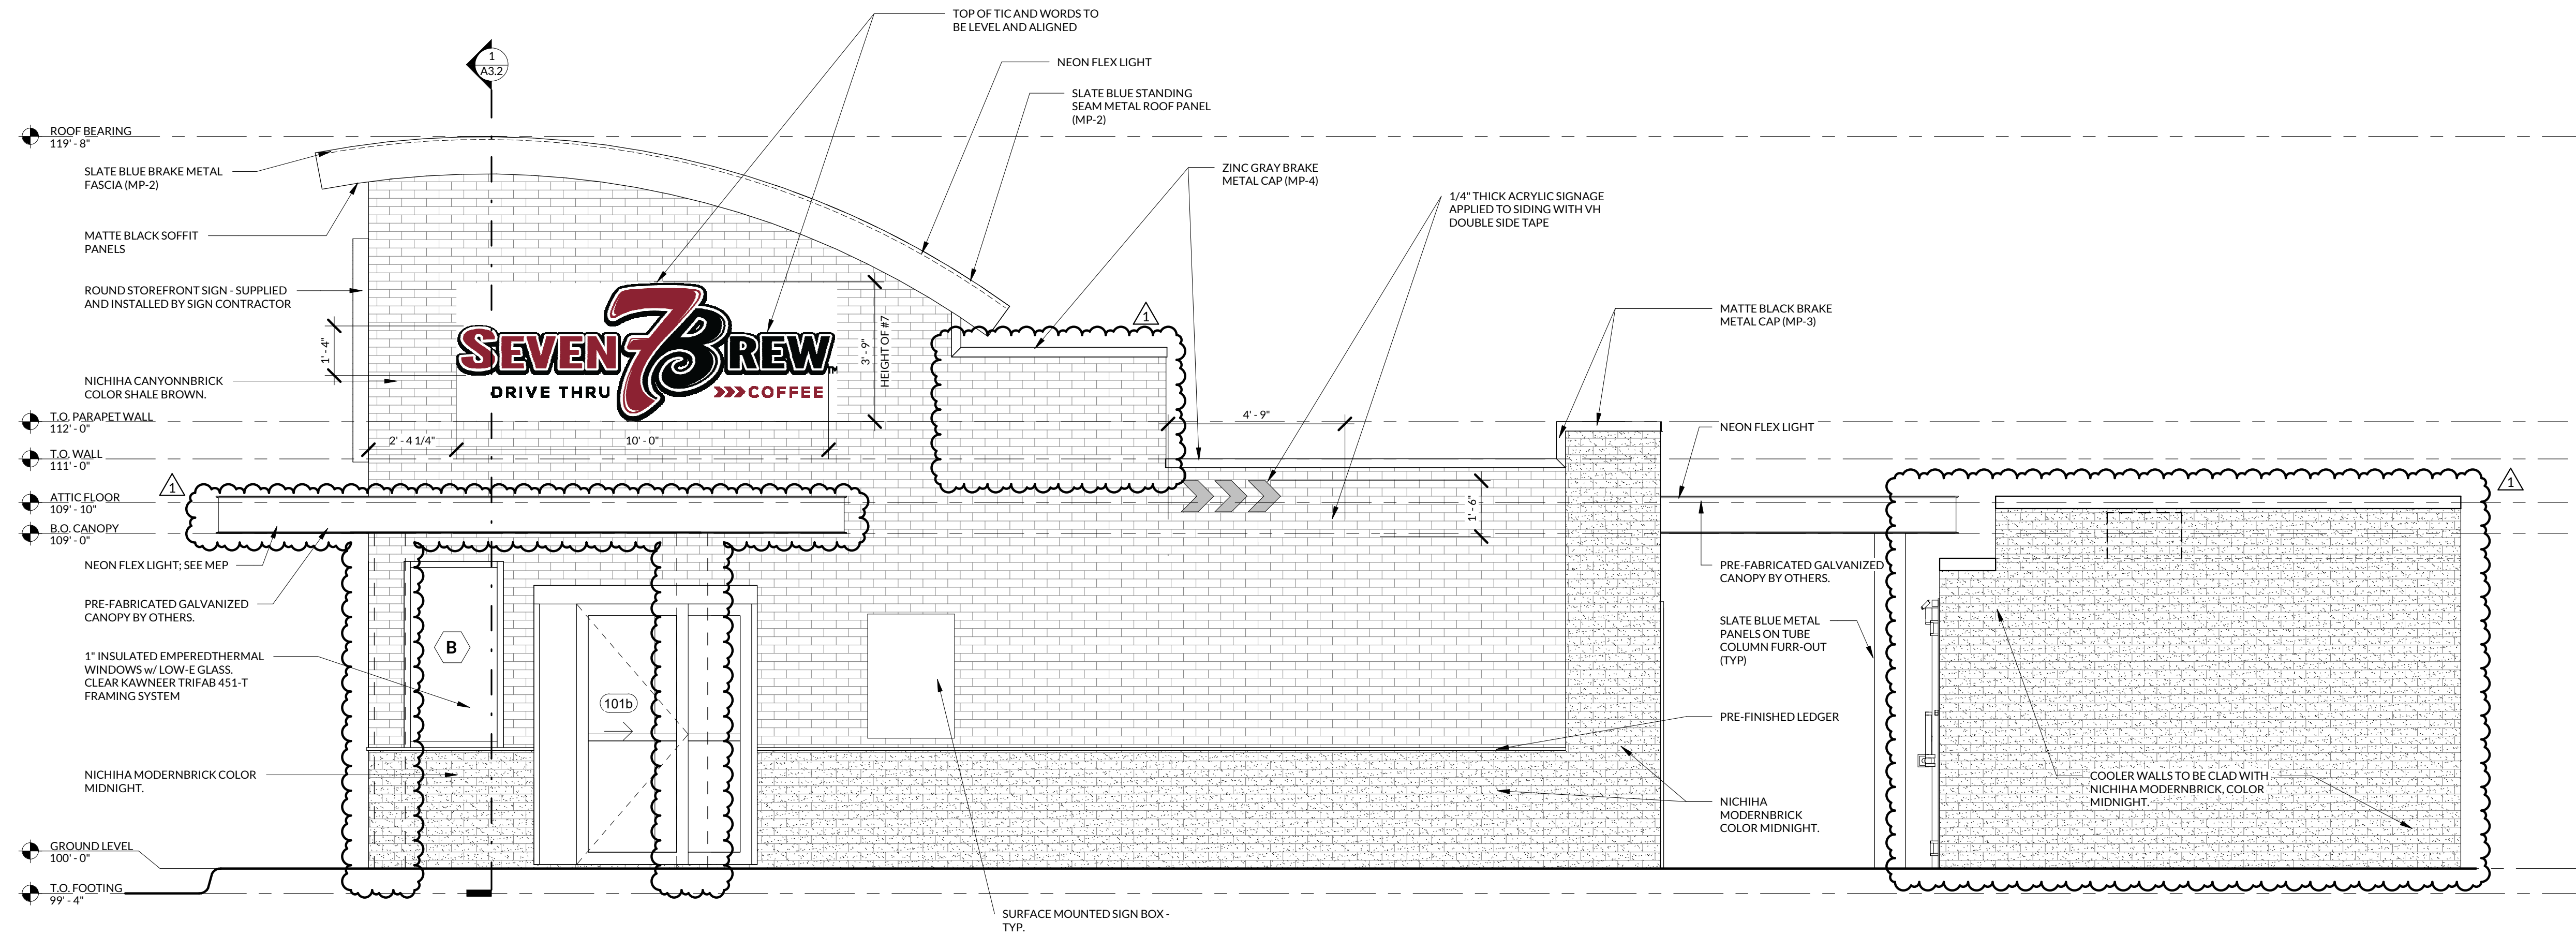 TOP OF TIC AND WORDS TO
BE LEVEL AND ALIGNED
1
A3.2
NEON FLEX LIGHT
SLATE BLUE STANDING
SEAM METAL ROOF PANEL
(MP-2)
ROOF BEARING
119' - 8"
SLATE BLUE BRAKE METAL
FASCIA (MP-2)
ZINC GRAY BRAKE
METAL CAP (MP-4)
1/4" THICK ACRYLIC SIGNAGE
APPLIED TO SIDING WITH VH
DOUBLE SIDE TAPE
MATTE BLACK SOFFIT
PANELS
ROUND STOREFRONT SIGN - SUPPLIED
AND INSTALLED BY SIGN CONTRACTOR
1' - 4"
SEVEN 7 BREW™
DRIVE THRU >>> COFFEE
3' - 9"
HEIGHT OF #7
1
MATTE BLACK BRAKE
METAL CAP (MP-3)
NICHIHA CANYONNBRICK
COLOR SHALE BROWN.
T.O. PARAPET WALL
112' - 0"
2' - 4 1/4"
10' - 0"
4' - 9"
NEON FLEX LIGHT
T.O. WALL
111' - 0"
1
1
ATTIC FLOOR
109' - 10"
1' - 6"
B.O. CANOPY
109' - 0"
NEON FLEX LIGHT; SEE MEP
PRE-FABRICATED GALVANIZED
CANOPY BY OTHERS.
PRE-FABRICATED GALVANIZED
CANOPY BY OTHERS.
SLATE BLUE METAL
PANELS ON TUBE
COLUMN FURR-OUT
(TYP)
1" INSULATED EMPEREDTHERMAL
WINDOWS w/ LOW-E GLASS.
CLEAR KAWNEER TRIFAB 451-T
FRAMING SYSTEM
B
101b
PRE-FINISHED LEDGER
NICHIHA MODERNBRICK COLOR
MIDNIGHT.
COOLER WALLS TO BE CLAD WITH
NICHIHA MODERNBRICK, COLOR
MIDNIGHT.
NICHIHA
MODERNBRICK
COLOR MIDNIGHT.
GROUND LEVEL
100' - 0"
T.O. FOOTING
99' - 4"
SURFACE MOUNTED SIGN BOX -
TYP.